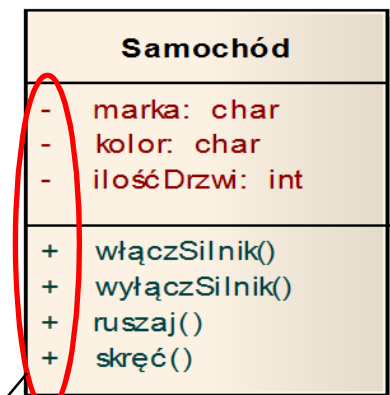 Samochód
- marka: char
- kolor: char
- ilośćDrzwi: int
+ włączSilnik()
+ wyłączSilnik()
+ ruszaj()
+ skręć()